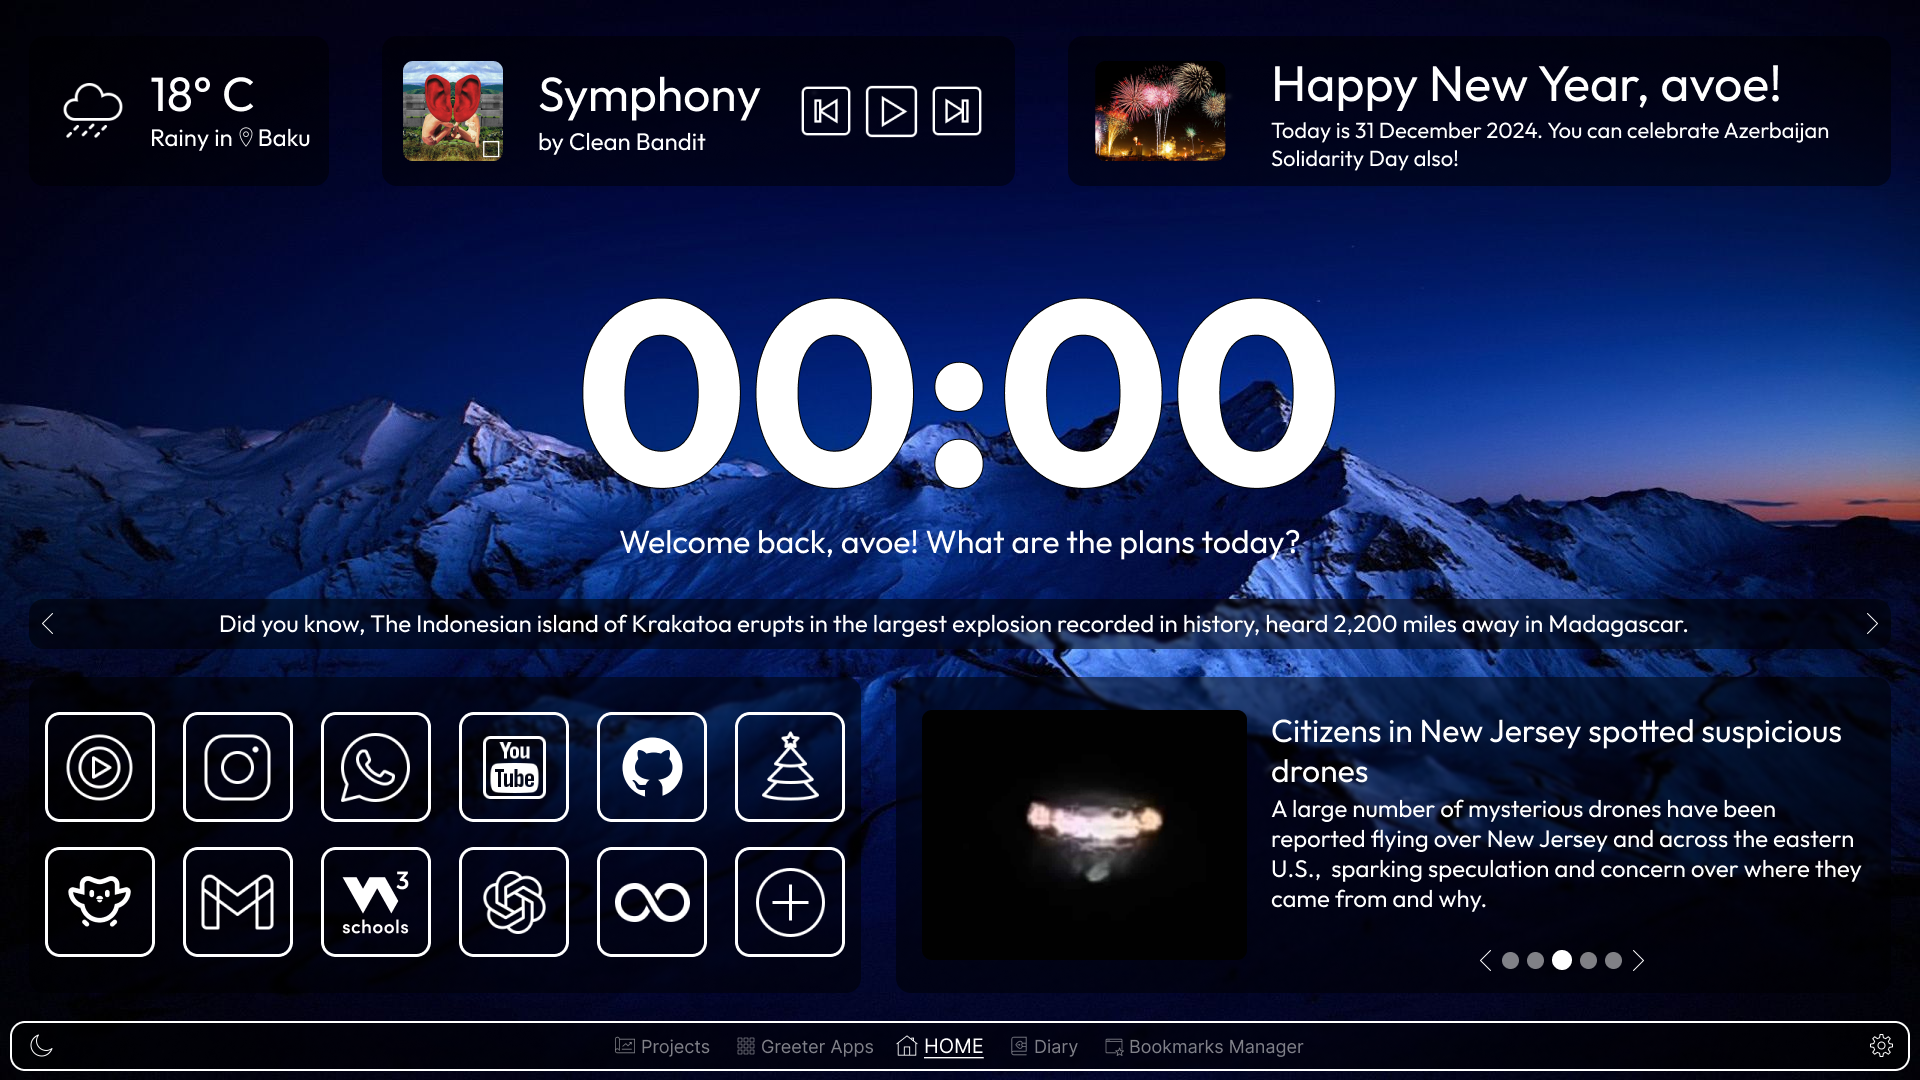 18° C
Rainy in Baku
Symphony
by Clean Bandit
Happy New Year, avoe!
Today is 31 December 2024. You can celebrate Azerbaijan
Solidarity Day also!
00:00
Welcome back, avoe! What are the plans today?
Did you know, The Indonesian island of Krakatoa erupts in the largest explosion recorded in history, heard 2,200 miles away in Madagascar.
You
Tube
W3
schools
Citizens in New Jersey spotted suspicious
drones
A large number of mysterious drones have been
reported flying over New Jersey and across the eastern
U.S., sparking speculation and concern over where they
came from and why.
Projects
Greeter Apps
HOME
Diary
Bookmarks Manager